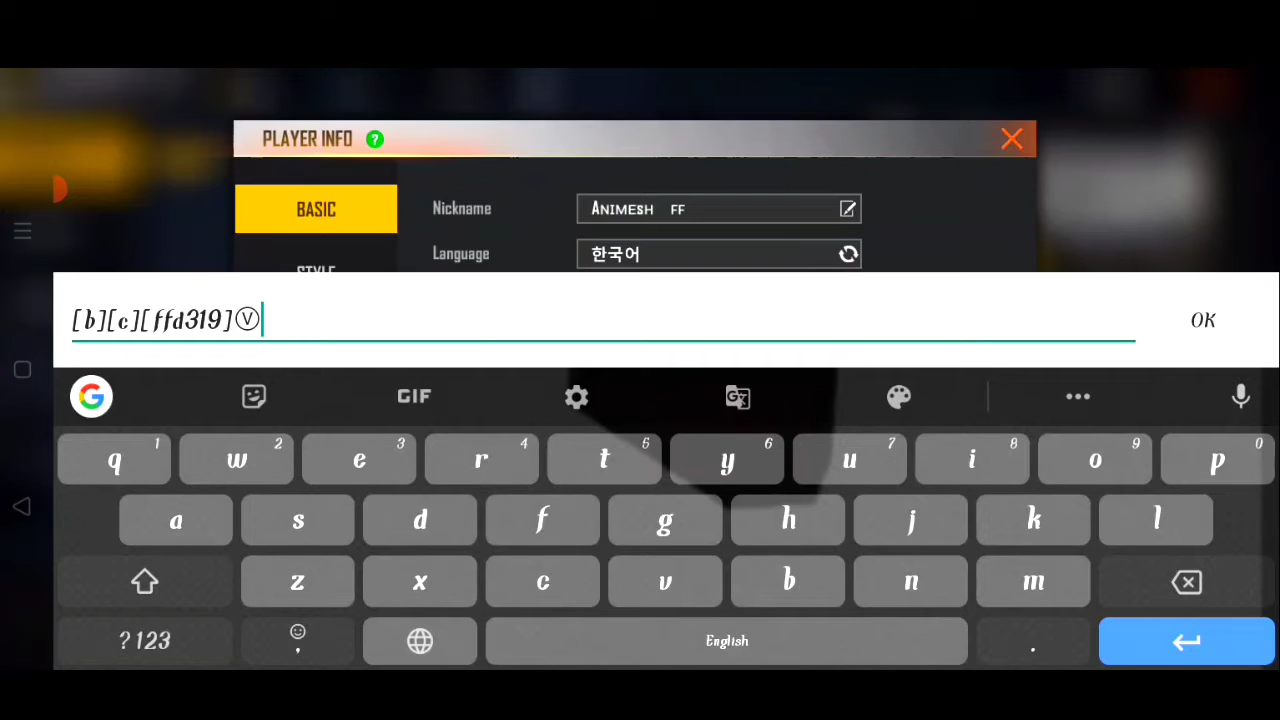 PLAYER INFO ?
BASIC
Nickname
ANIMESH FF
Language
한국어
[b][c][ffd319]Ⓥ
OK
GIF
q 1 w 2 e 3 r 4 t 5 y 6 u 7 i 8 o 9 p 0
a s d f g h j k l
z x c v b n m
?123 , English .